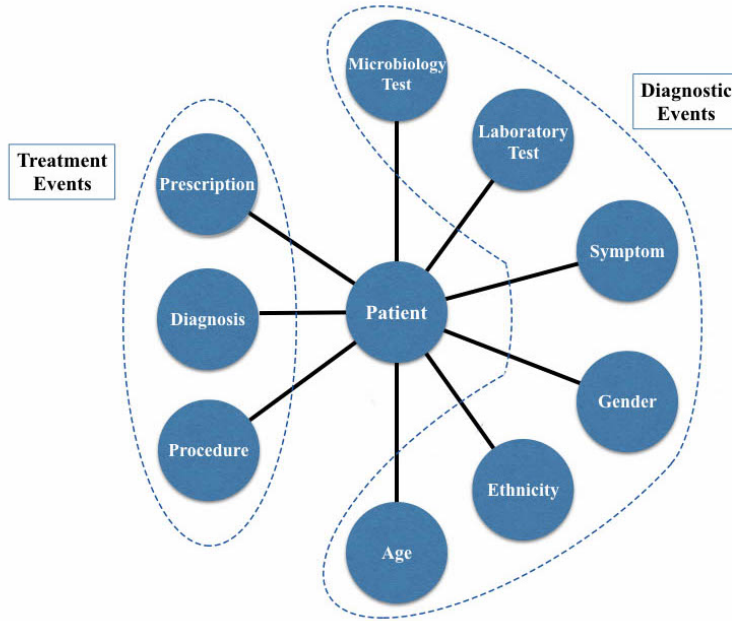 Microbiology
Test
Diagnostic
Events
Laboratory
Test
Treatment
Events
Prescription
Symptom
Patient
Diagnosis
Gender
Procedure
Ethnicity
Age